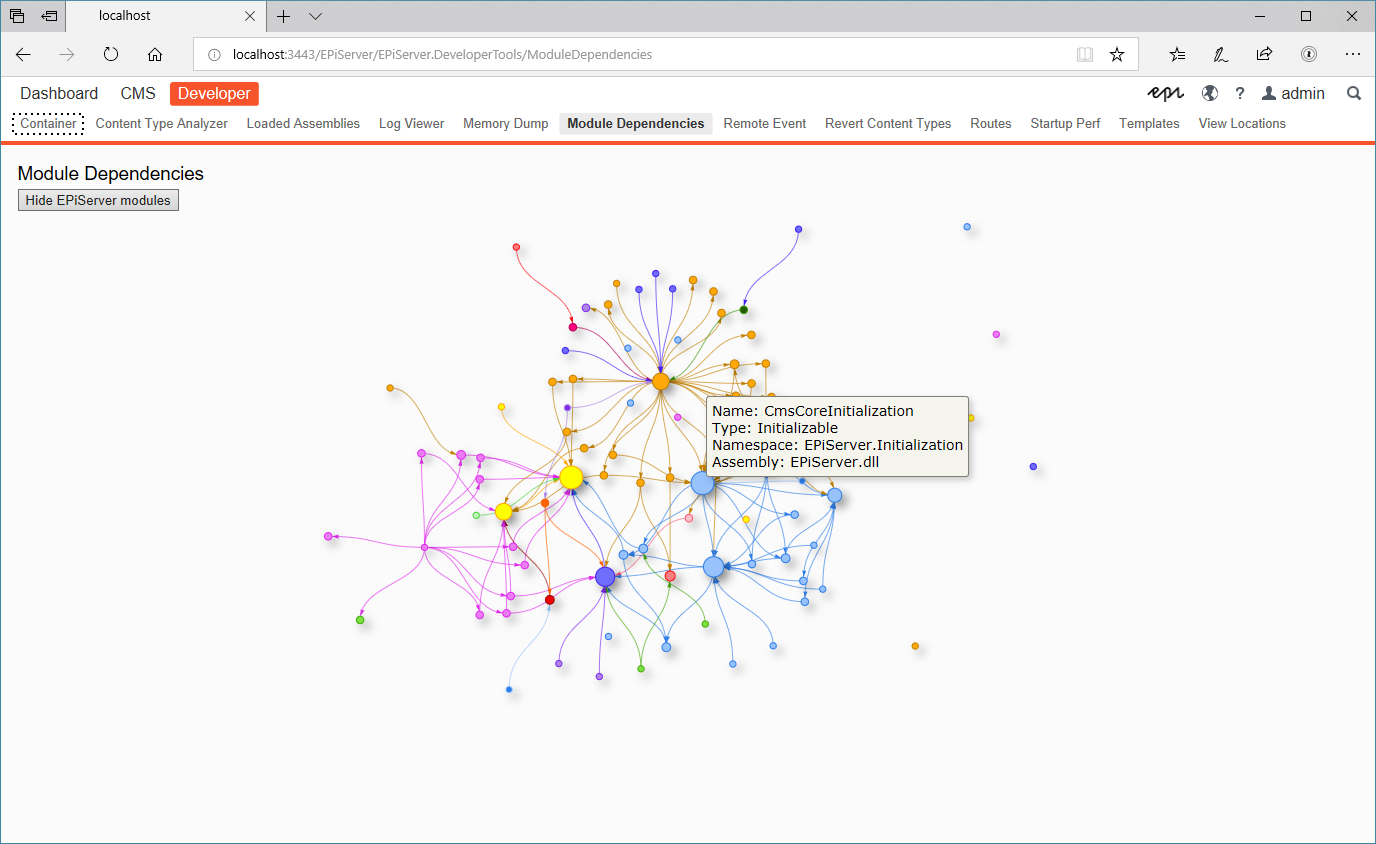 localhost
localhost:3443/EPiServer/EPiServer.DeveloperTools/ModuleDependencies
Dashboard CMS Developer epi ? admin
Container Content Type Analyzer Loaded Assemblies Log Viewer Memory Dump Module Dependencies Remote Event Revert Content Types Routes Startup Perf Templates View Locations
Module Dependencies
Hide EPiServer modules
Name: CmsCoreInitialization
Type: Initializable
Namespace: EPiServer.Initialization
Assembly: EPiServer.dll